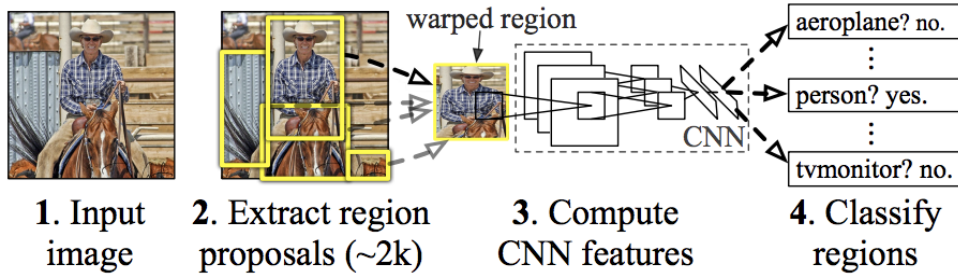 warped region
aeroplane? no.
person? yes.
CNN
tvmonitor? no.
1. Input
image
2. Extract region
proposals (~2k)
3. Compute
CNN features
4. Classify
regions